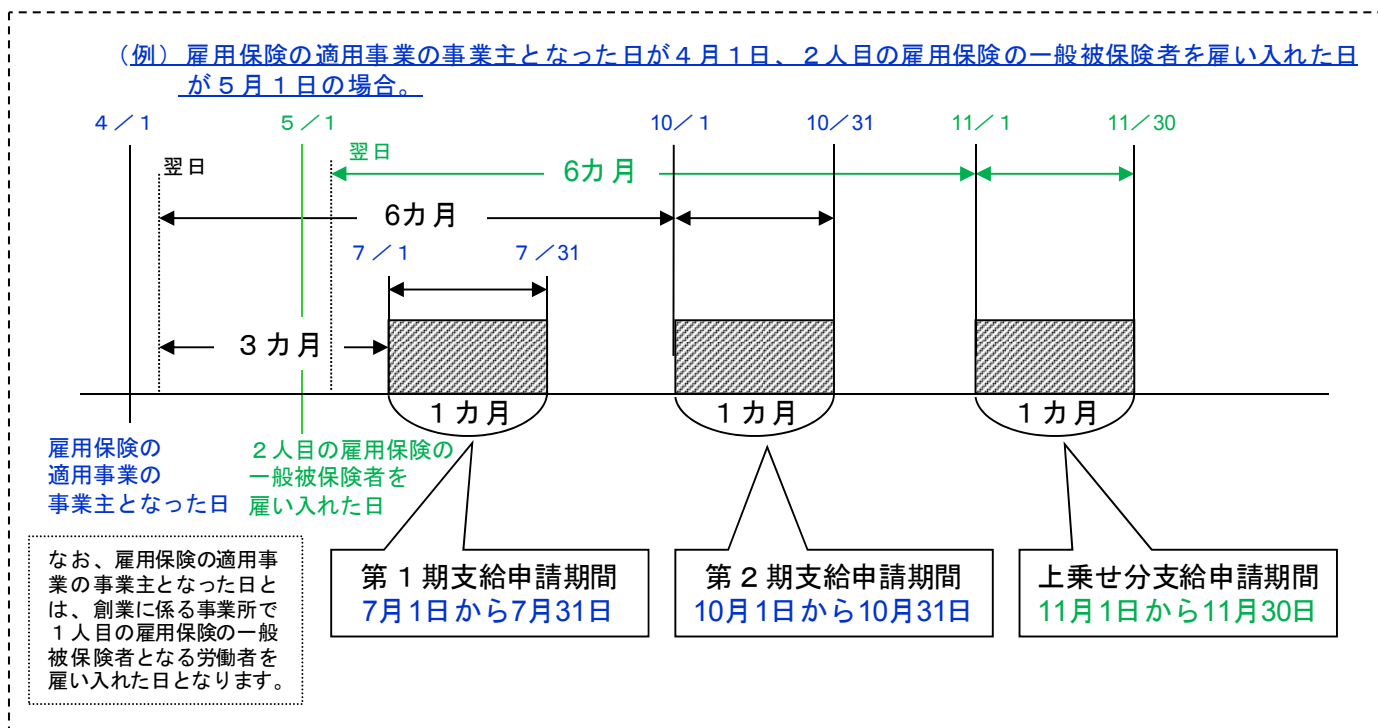 （例）雇用保険の適用事業の事業主となった日が４月１日、２人目の雇用保険の一般被保険者を雇い入れた日
が５月１日の場合。
４／１
５／１
10／１
10／31
11／１
11／30
翌日
翌日
6カ月
6カ月
７／１
７／31
３カ月
１カ月
１カ月
１カ月
雇用保険の
適用事業の
事業主となった日
２人目の雇用保険の
一般被保険者を
雇い入れた日
なお、雇用保険の適用事
業の事業主となった日と
は、創業に係る事業所で
１人目の雇用保険の一般
被保険者となる労働者を
雇い入れた日となります。
第１期支給申請期間
7月1日から7月31日
第２期支給申請期間
10月1日から10月31日
上乗せ分支給申請期間
11月1日から11月30日